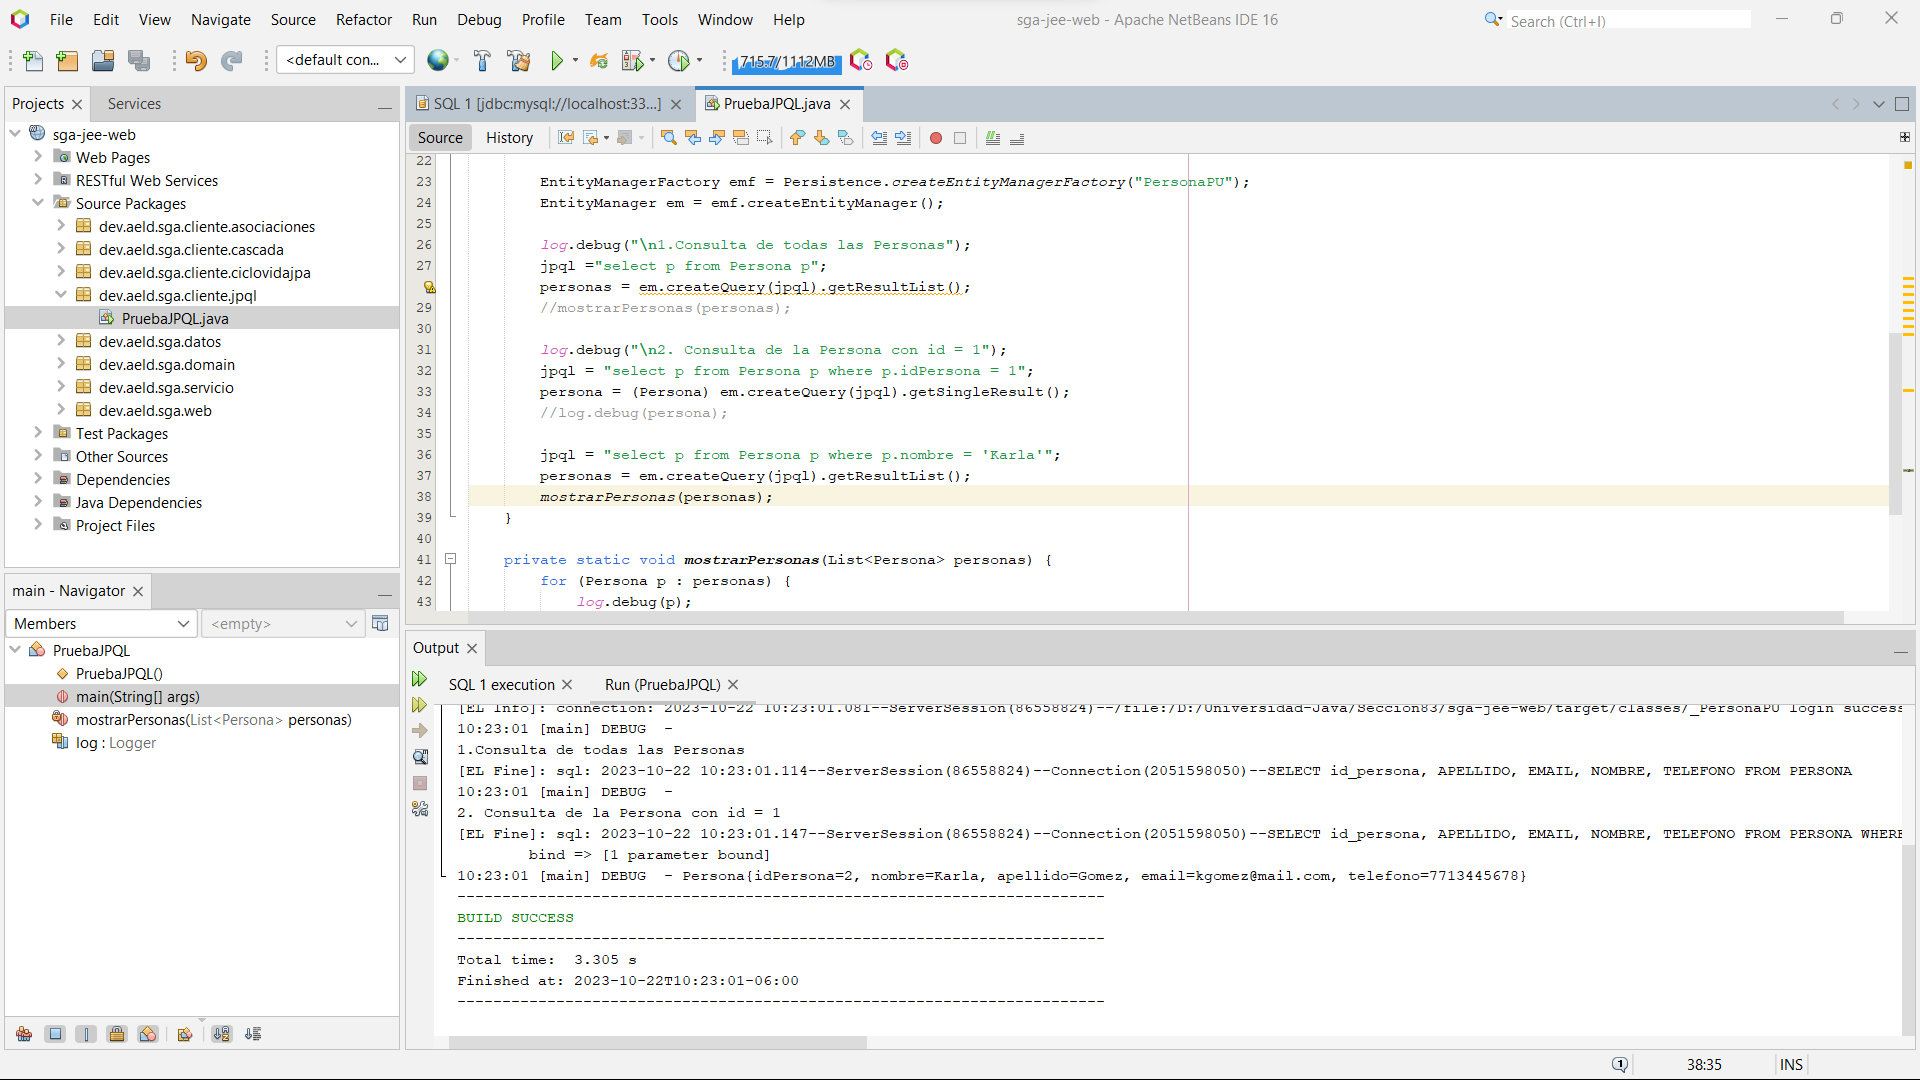 File Edit View Navigate Source Refactor Run Debug Profile Team Tools Window Help
sga-jee-web - Apache NetBeans IDE 16
Search (Ctrl+I)
<default con...
715.7/1112MB
Projects
Services
sga-jee-web
Web Pages
RESTful Web Services
Source Packages
dev.aeld.sga.cliente.asociaciones
dev.aeld.sga.cliente.cascada
dev.aeld.sga.cliente.ciclovidajpa
dev.aeld.sga.cliente.jpql
PruebaJPQL.java
dev.aeld.sga.datos
dev.aeld.sga.domain
dev.aeld.sga.servicio
dev.aeld.sga.web
Test Packages
Other Sources
Dependencies
Java Dependencies
Project Files
main - Navigator
Members
<empty>
PruebaJPQL
PruebaJPQL()
main(String[] args)
mostrarPersonas(List<Persona> personas)
log : Logger
SQL 1 [jdbc:mysql://localhost:33...]
PruebaJPQL.java
Source
History
22
23 EntityManagerFactory emf = Persistence.createEntityManagerFactory("PersonaPU");
24 EntityManager em = emf.createEntityManager();
25
26 log.debug("\n1.Consulta de todas las Personas");
27 jpql ="select p from Persona p";
personas = em.createQuery(jpql).getResultList();
29 //mostrarPersonas(personas);
30
31 log.debug("\n2. Consulta de la Persona con id = 1");
32 jpql = "select p from Persona p where p.idPersona = 1";
33 persona = (Persona) em.createQuery(jpql).getSingleResult();
34 //log.debug(persona);
35
36 jpql = "select p from Persona p where p.nombre = 'Karla'";
37 personas = em.createQuery(jpql).getResultList();
38 mostrarPersonas(personas);
39 }
40
41 private static void mostrarPersonas(List<Persona> personas) {
42 for (Persona p : personas) {
43 log.debug(p);
Output
SQL 1 execution
Run (PruebaJPQL)
[EL Info]: connection: 2023-10-22 10:23:01.081--ServerSession(86558824)--/file:/D:/Universidad-Java/Seccion83/sga-jee-web/target/classes/_PersonaPU login success
10:23:01 [main] DEBUG -
1.Consulta de todas las Personas
[EL Fine]: sql: 2023-10-22 10:23:01.114--ServerSession(86558824)--Connection(2051598050)--SELECT id_persona, APELLIDO, EMAIL, NOMBRE, TELEFONO FROM PERSONA
10:23:01 [main] DEBUG -
2. Consulta de la Persona con id = 1
[EL Fine]: sql: 2023-10-22 10:23:01.147--ServerSession(86558824)--Connection(2051598050)--SELECT id_persona, APELLIDO, EMAIL, NOMBRE, TELEFONO FROM PERSONA WHERE
bind => [1 parameter bound]
10:23:01 [main] DEBUG - Persona{idPersona=2, nombre=Karla, apellido=Gomez, email=kgomez@mail.com, telefono=7713445678}
------------------------------------------------------------------------
BUILD SUCCESS
------------------------------------------------------------------------
Total time: 3.305 s
Finished at: 2023-10-22T10:23:01-06:00
------------------------------------------------------------------------
1
38:35
INS